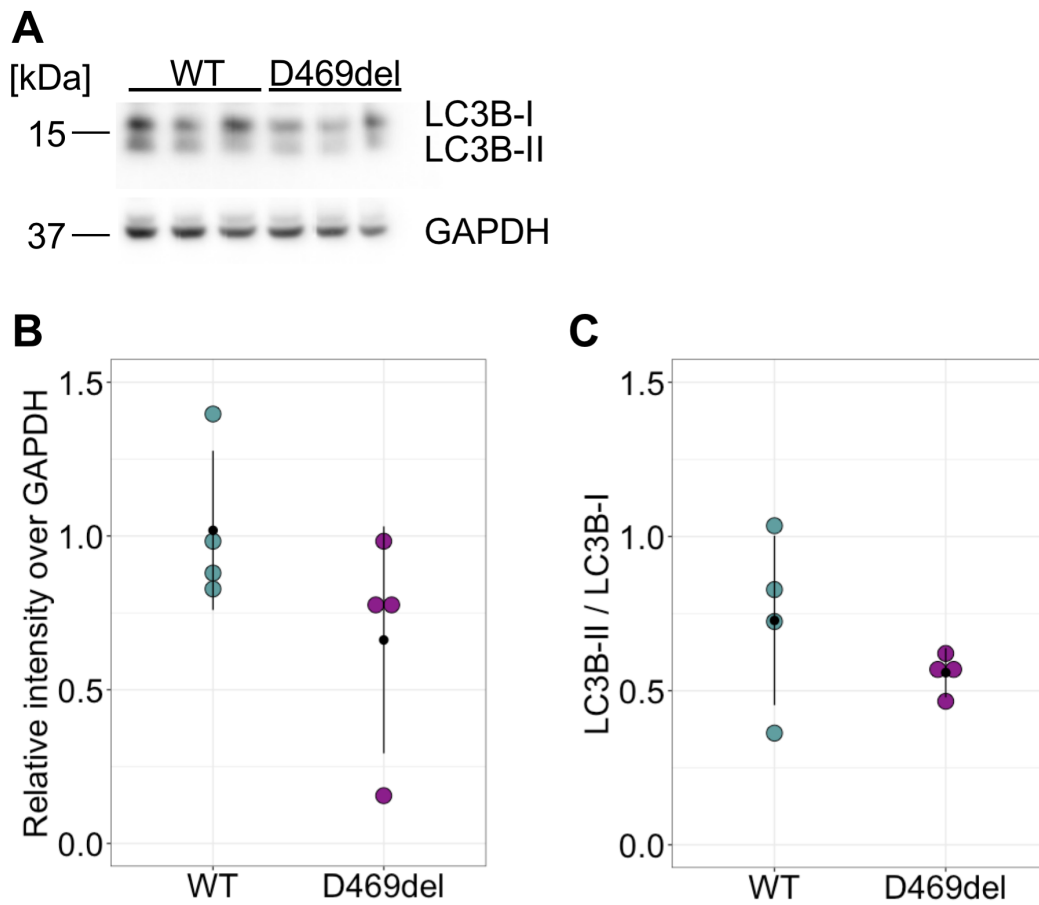 A
[kDa]
WT D469del
15
LC3B-I
LC3B-II
37
GAPDH
B
Relative intensity over GAPDH
1.5
1.0
0.5
0.0
WT D469del
C
LC3B-II / LC3B-I
1.5
1.0
0.5
0.0
WT D469del